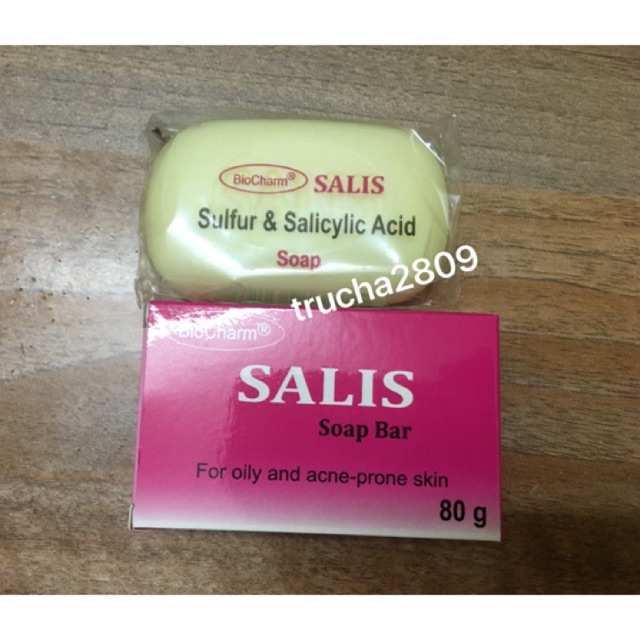 BioCharm® SALIS
Sulfur & Salicylic Acid
Soap
trucha2809
BioCharm®
SALIS
Soap Bar
For oily and acne-prone skin
80 g